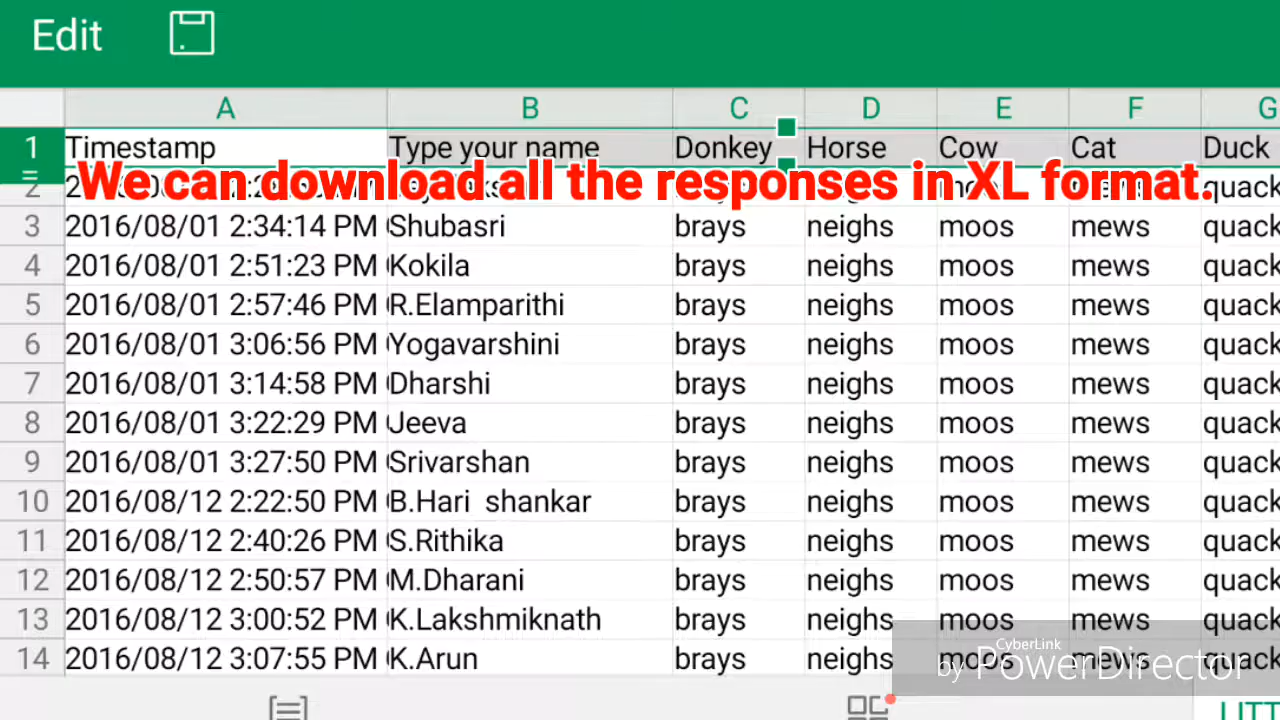 Edit
A B C D E F G
1 Timestamp Type your name Donkey Horse Cow Cat Duck
We can download all the responses in XL format.
2 quack
3 2016/08/01 2:34:14 PM Shubasri brays neighs moos mews quack
4 2016/08/01 2:51:23 PM Kokila brays neighs moos mews quack
5 2016/08/01 2:57:46 PM R.Elamparithi brays neighs moos mews quack
6 2016/08/01 3:06:56 PM Yogavarshini brays neighs moos mews quack
7 2016/08/01 3:14:58 PM Dharshi brays neighs moos mews quack
8 2016/08/01 3:22:29 PM Jeeva brays neighs moos mews quack
9 2016/08/01 3:27:50 PM Srivarshan brays neighs moos mews quack
10 2016/08/12 2:22:50 PM B.Hari shankar brays neighs moos mews quack
11 2016/08/12 2:40:26 PM S.Rithika brays neighs moos mews quack
12 2016/08/12 2:50:57 PM M.Dharani brays neighs moos mews quack
13 2016/08/12 3:00:52 PM K.Lakshmiknath brays neighs moos mews quack
14 2016/08/12 3:07:55 PM K.Arun brays neighs moos mews quack
CyberLink
by PowerDirector